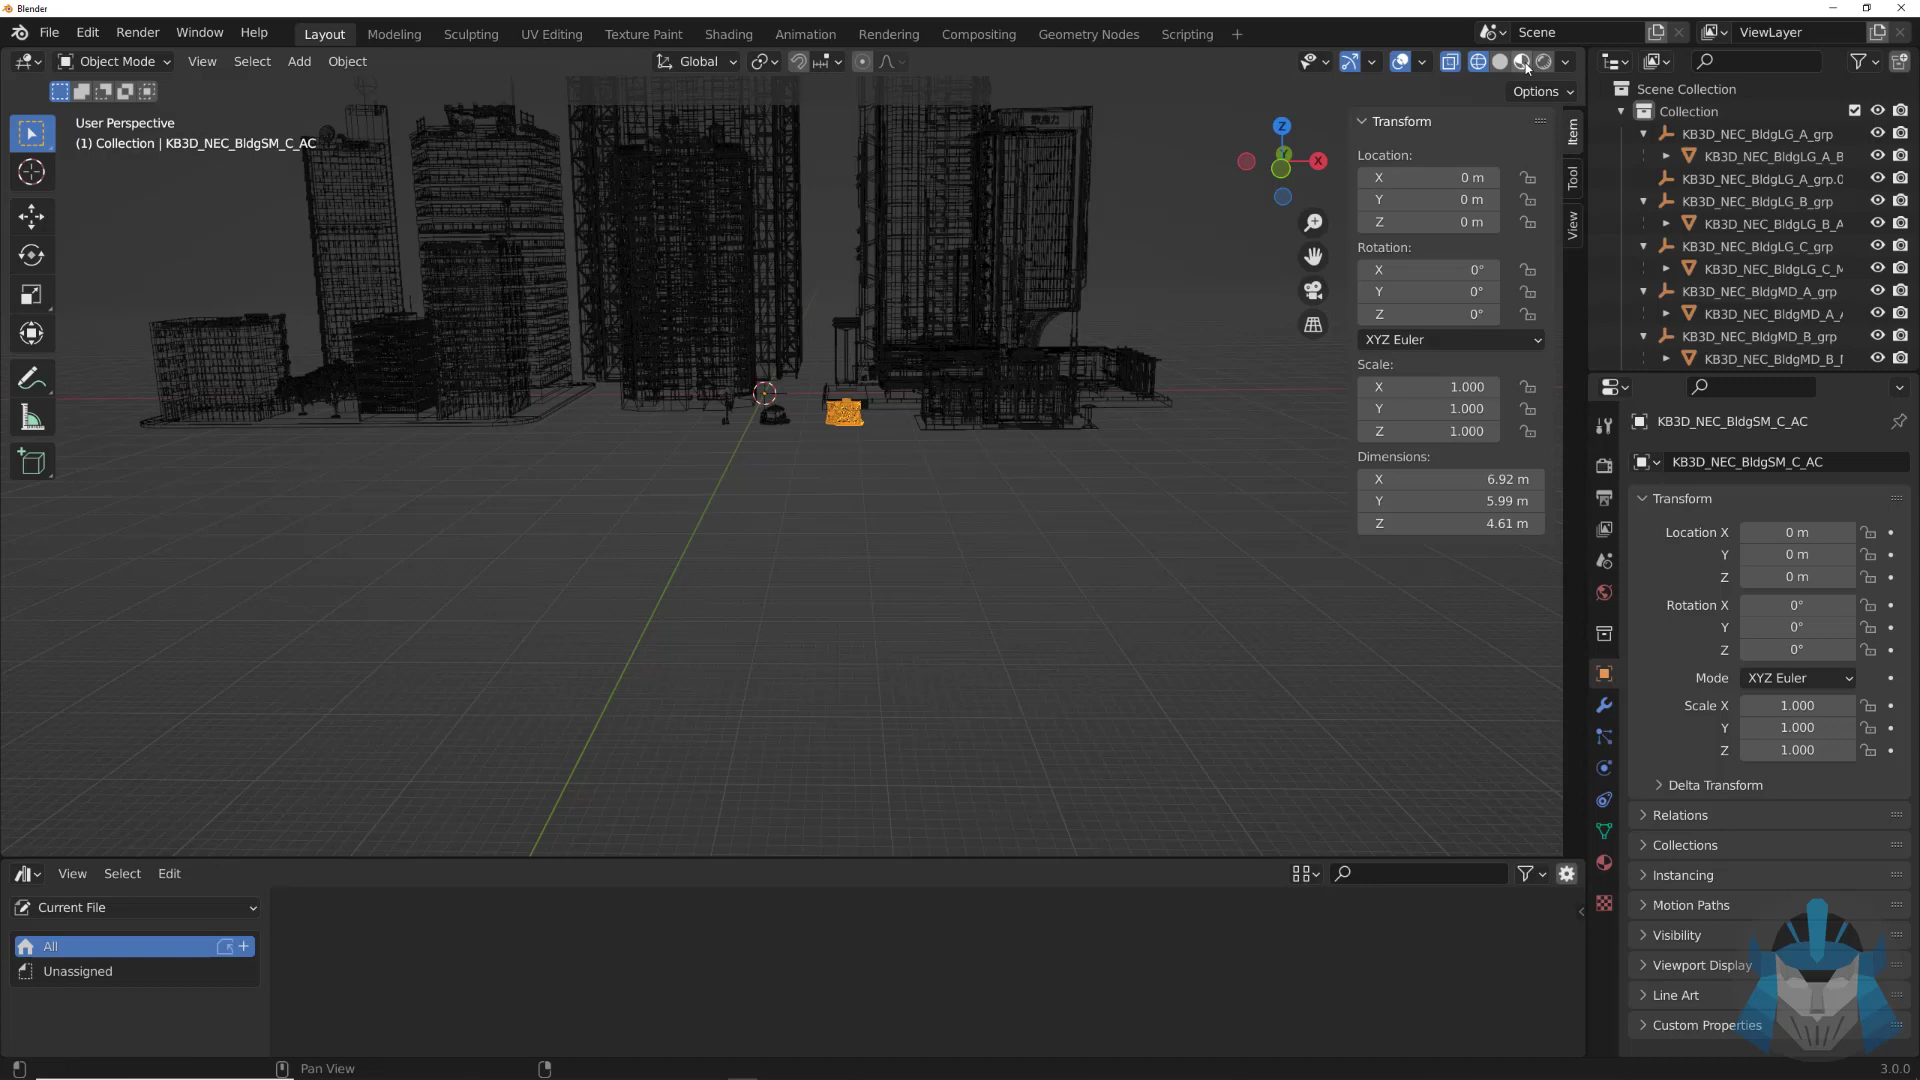 Blender
File Edit Render Window Help
Layout Modeling Sculpting UV Editing Texture Paint Shading Animation Rendering Compositing Geometry Nodes Scripting
Scene
ViewLayer
Object Mode
View Select Add Object
Global
Options
User Perspective
(1) Collection | KB3D_NEC_BldgSM_C_AC
Z
Y
X
Transform
Location:
X 0 m
Y 0 m
Z 0 m
Rotation:
X 0°
Y 0°
Z 0°
XYZ Euler
Scale:
X 1.000
Y 1.000
Z 1.000
Dimensions:
X 6.92 m
Y 5.99 m
Z 4.61 m
Item
Tool
View
Scene Collection
Collection
KB3D_NEC_BldgLG_A_grp
KB3D_NEC_BldgLG_A_B
KB3D_NEC_BldgLG_A_grp.0
KB3D_NEC_BldgLG_B_grp
KB3D_NEC_BldgLG_B_A
KB3D_NEC_BldgLG_C_grp
KB3D_NEC_BldgLG_C_M
KB3D_NEC_BldgMD_A_grp
KB3D_NEC_BldgMD_A_
KB3D_NEC_BldgMD_B_grp
KB3D_NEC_BldgMD_B_
KB3D_NEC_BldgSM_C_AC
KB3D_NEC_BldgSM_C_AC
Transform
Location X 0 m
Y 0 m
Z 0 m
Rotation X 0°
Y 0°
Z 0°
Mode XYZ Euler
Scale X 1.000
Y 1.000
Z 1.000
Delta Transform
Relations
Collections
Instancing
Motion Paths
Visibility
Viewport Display
Line Art
Custom Properties
View Select Edit
Current File
All
Unassigned
Pan View
3.0.0